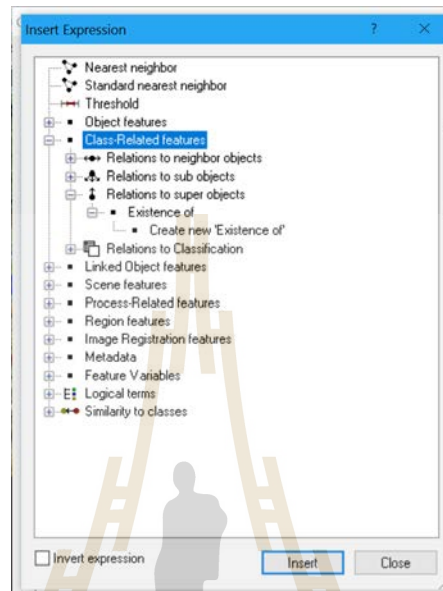 Insert Expression
Nearest neighbor
Standard nearest neighbor
Threshold
Object features
Class-Related features
Relations to neighbor objects
Relations to sub objects
Relations to super objects
Existence of
Create new 'Existence of'
Relations to Classification
Linked Object features
Scene features
Process-Related features
Region features
Image Registration features
Metadata
Feature Variables
Logical terms
Similarity to classes
Invert expression
Insert
Close